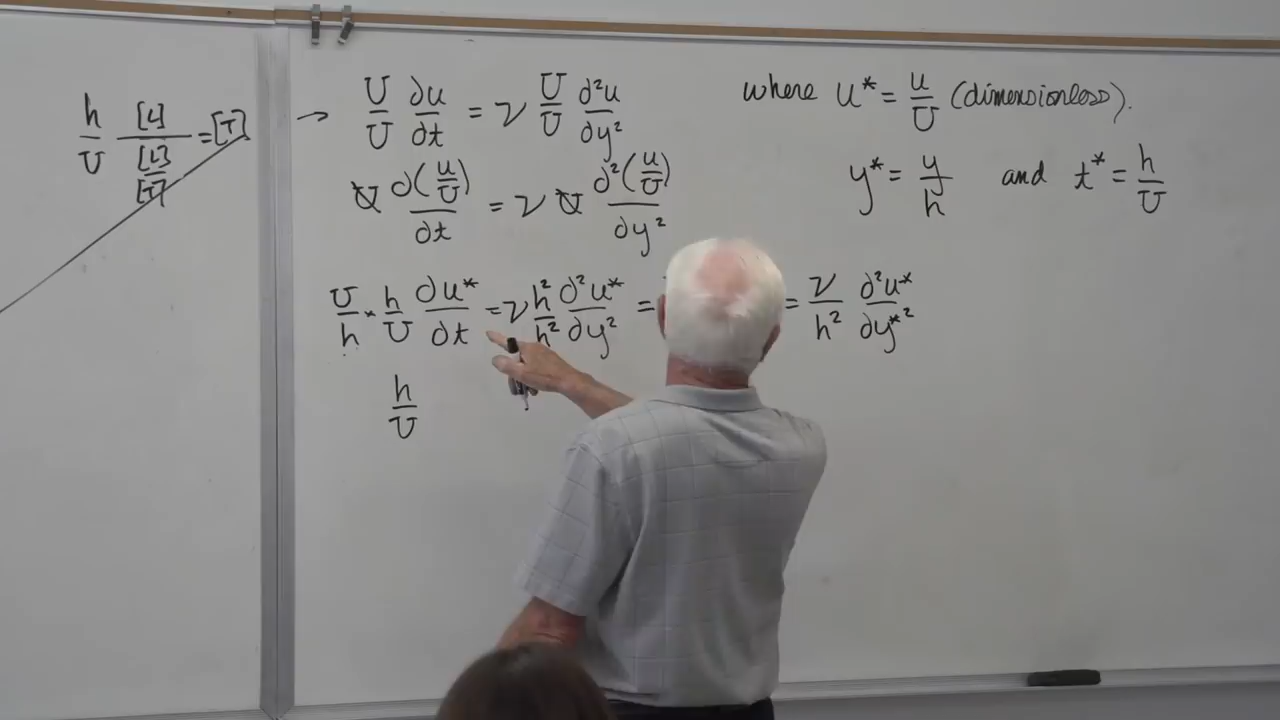 h/U [L]/([L]/[T]) = [T]
→ U/U ∂u/∂t = ν U/U ∂²u/∂y²
U ∂(u/U)/∂t = ν U ∂²(u/U)/∂y²
U/h * h/U ∂u*/∂t = ν h²/h² ∂²u*/∂y² = = ν/h² ∂²u*/∂y*²
h/U
where u* = u/U (dimensionless).
y* = y/h and t* = h/U